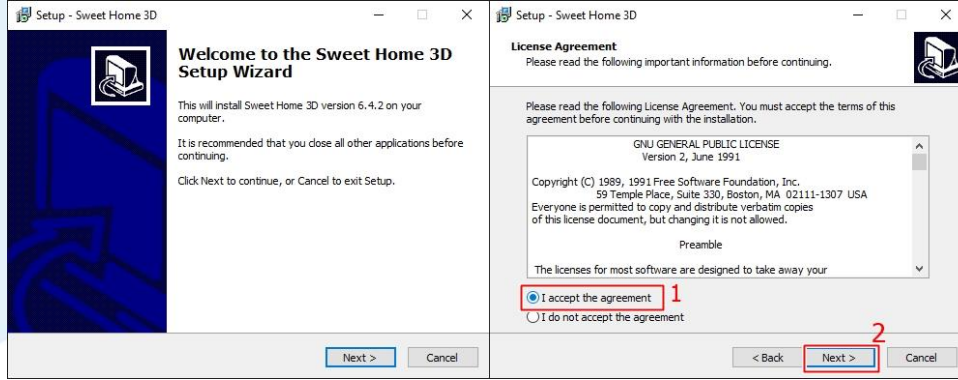 Setup - Sweet Home 3D
Welcome to the Sweet Home 3D
Setup Wizard
This will install Sweet Home 3D version 6.4.2 on your
computer.
It is recommended that you close all other applications before
continuing.
Click Next to continue, or Cancel to exit Setup.
Next >
Cancel
Setup - Sweet Home 3D
License Agreement
Please read the following important information before continuing.
Please read the following License Agreement. You must accept the terms of this
agreement before continuing with the installation.
GNU GENERAL PUBLIC LICENSE
Version 2, June 1991
Copyright (C) 1989, 1991 Free Software Foundation, Inc.
59 Temple Place, Suite 330, Boston, MA 02111-1307 USA
Everyone is permitted to copy and distribute verbatim copies
of this license document, but changing it is not allowed.
Preamble
The licenses for most software are designed to take away your
I accept the agreement
1
I do not accept the agreement
2
< Back
Next >
Cancel